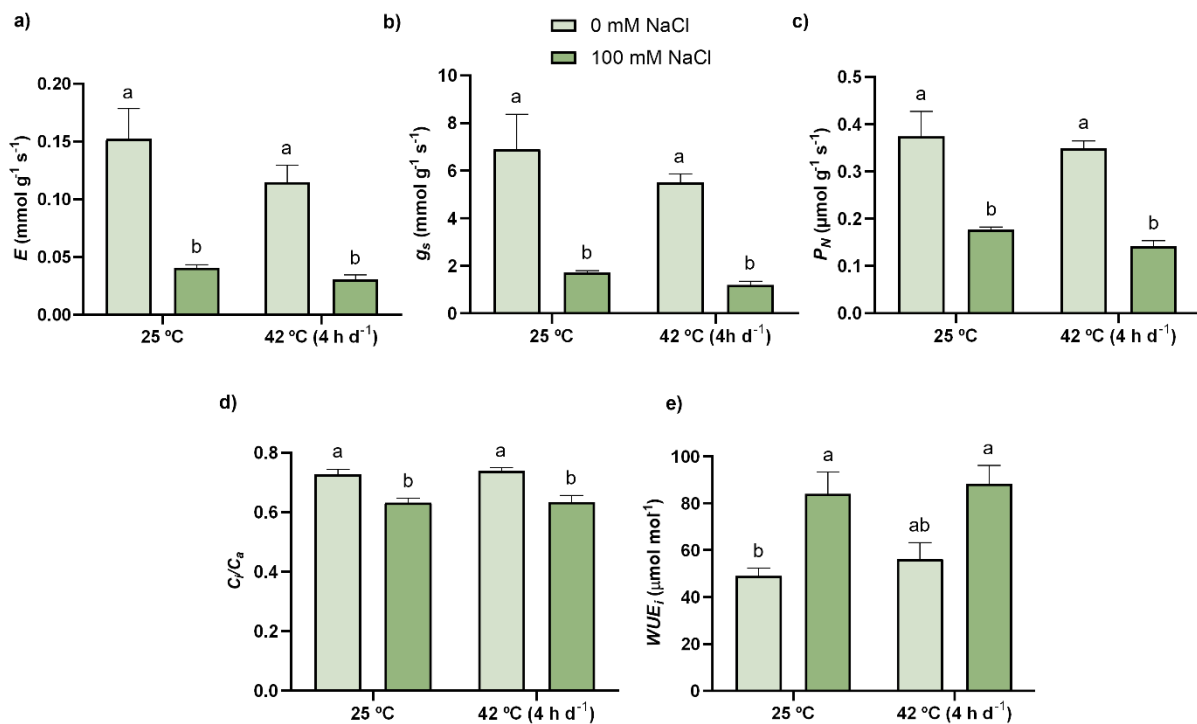 a)
b)
c)
0 mM NaCl
100 mM NaCl
E (mmol g⁻¹ s⁻¹)
0.20
0.15
0.10
0.05
0.00
a
b
a
b
25 ºC
42 ºC (4 h d⁻¹)
gₛ (mmol g⁻¹ s⁻¹)
10
8
6
4
2
0
a
b
a
b
25 ºC
42 ºC (4 h d⁻¹)
P_N (µmol g⁻¹ s⁻¹)
0.5
0.4
0.3
0.2
0.1
0.0
a
b
a
b
25 ºC
42 ºC (4 h d⁻¹)
d)
e)
Cᵢ/Cₐ
0.8
0.6
0.4
0.2
0.0
a
b
a
b
25 ºC
42 ºC (4 h d⁻¹)
WUEᵢ (µmol mol⁻¹)
100
80
60
40
20
0
b
a
ab
a
25 ºC
42 ºC (4 h d⁻¹)